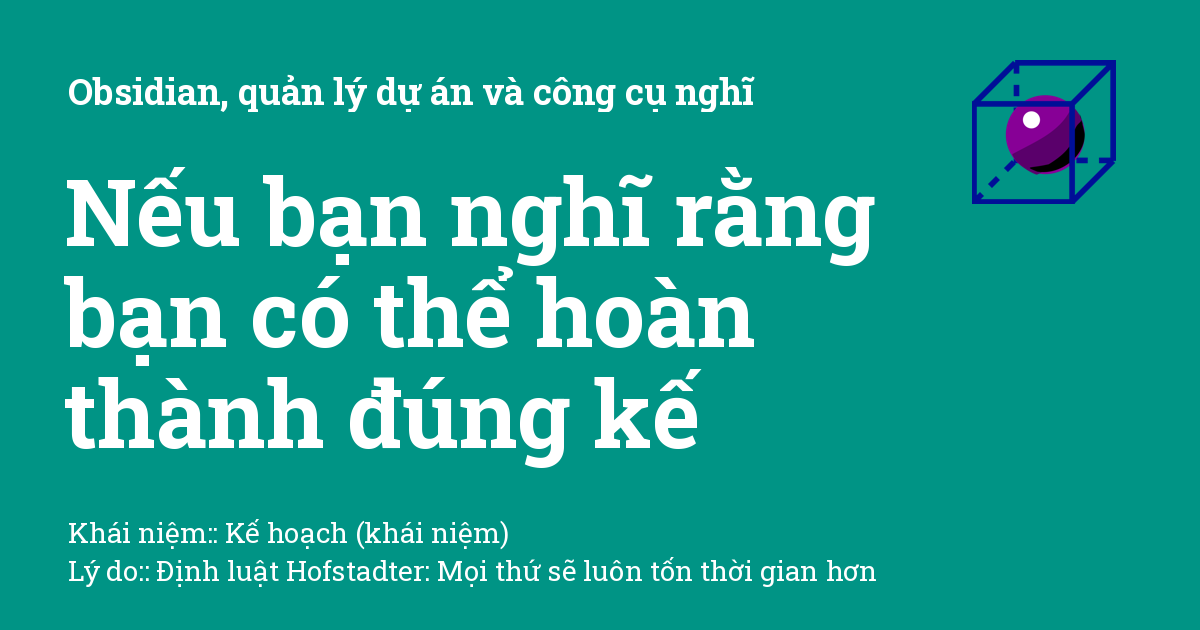 Obsidian, quản lý dự án và công cụ nghĩ
Nếu bạn nghĩ rằng
bạn có thể hoàn
thành đúng kế
Khái niệm:: Kế hoạch (khái niệm)
Lý do:: Định luật Hofstadter: Mọi thứ sẽ luôn tốn thời gian hơn